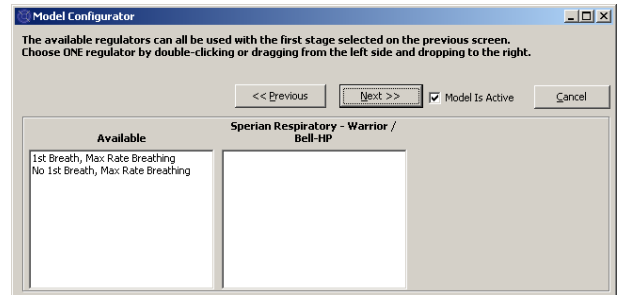 Model Configurator
The available regulators can all be used with the first stage selected on the previous screen.
Choose ONE regulator by double-clicking or dragging from the left side and dropping to the right.
<< Previous
Next >>
Model Is Active
Cancel
Available
Sperian Respiratory - Warrior /
Bell-HP
1st Breath, Max Rate Breathing
No 1st Breath, Max Rate Breathing